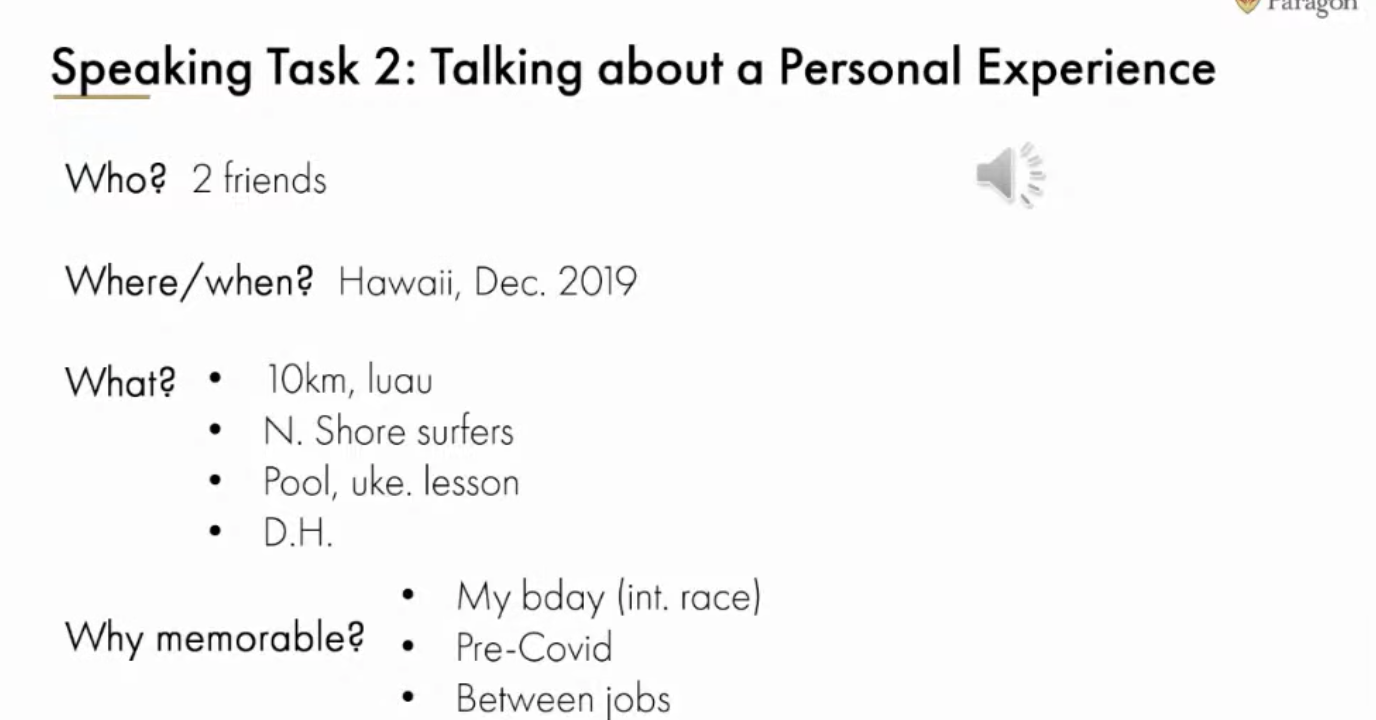 Paragon
Speaking Task 2: Talking about a Personal Experience
Who? 2 friends
Where/when? Hawaii, Dec. 2019
What? • 10km, luau
• N. Shore surfers
• Pool, uke. lesson
• D.H.
Why memorable?
• My bday (int. race)
• Pre-Covid
• Between jobs